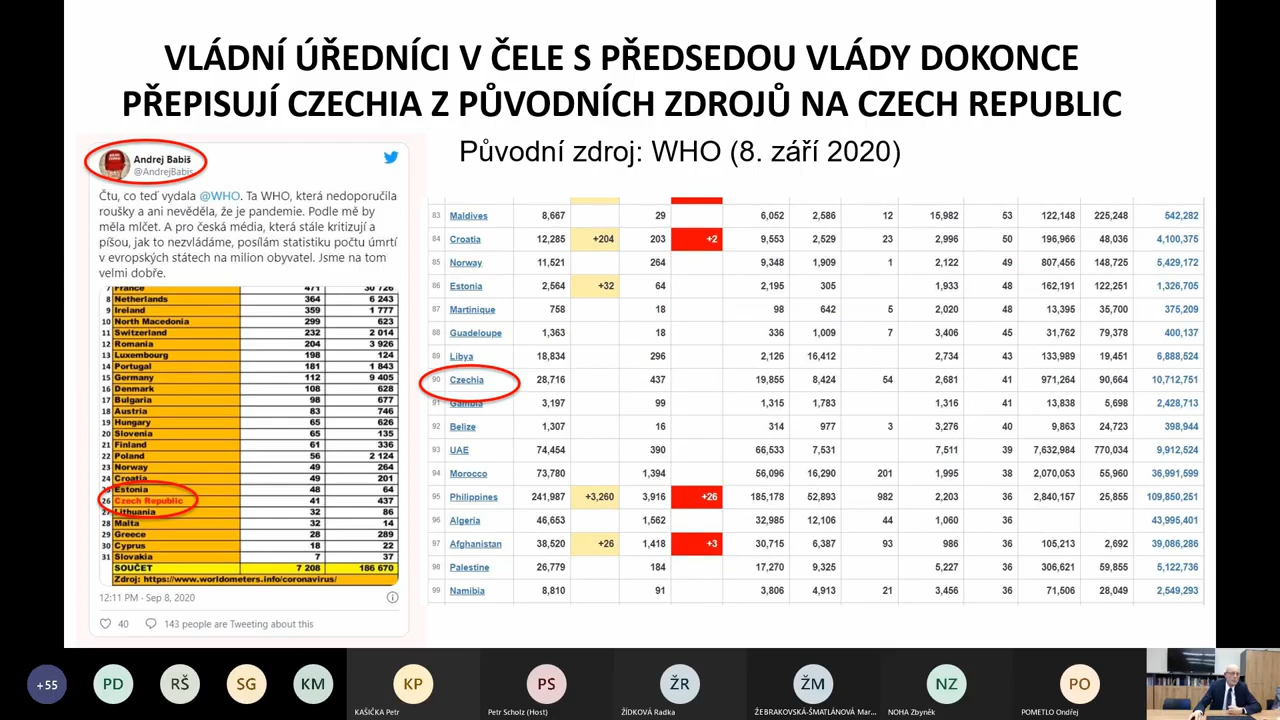 VLÁDNÍ ÚŘEDNÍCI V ČELE S PŘEDSEDOU VLÁDY DOKONCE
PŘEPISUJÍ CZECHIA Z PŮVODNÍCH ZDROJŮ NA CZECH REPUBLIC
Původní zdroj: WHO (8. září 2020)
Andrej Babiš
@AndrejBabis
Čtu, co teď vydala @WHO. Ta WHO, která nedoporučila
roušky a ani nevěděla, že je pandemie. Podle mě by
měla mlčet. A pro česká média, která stále kritizují a
píšou, jak to nezvládáme, posílám statistiku počtu úmrtí
v evropských státech na milion obyvatel. Jsme na tom
velmi dobře.
7 France 471 30 726
8 Netherlands 364 6 243
9 Ireland 359 1 777
10 North Macedonia 299 623
11 Switzerland 232 2 014
12 Romania 204 3 926
13 Luxembourg 198 124
14 Portugal 181 1 843
15 Germany 112 9 405
16 Denmark 108 628
17 Bulgaria 98 677
18 Austria 83 746
19 Hungary 65 626
20 Slovenia 65 135
21 Finland 61 336
22 Poland 56 2 124
23 Norway 49 264
24 Croatia 49 201
25 Estonia 48 64
26 Czech Republic 41 437
27 Lithuania 32 86
28 Malta 32 14
29 Greece 28 289
30 Cyprus 18 22
31 Slovakia 7 37
SOUČET 7 208 186 670
Zdroj: https://www.worldometers.info/coronavirus/
12:11 PM · Sep 8, 2020
40 143 people are Tweeting about this
83 Maldives 8,667 29 6,052 2,586 12 15,982 53 122,148 225,248 542,282
84 Croatia 12,285 +204 203 +2 9,553 2,529 23 2,996 50 196,966 48,036 4,100,375
85 Norway 11,521 264 9,348 1,909 1 2,122 49 807,456 148,725 5,429,172
86 Estonia 2,564 +32 64 2,195 305 1,933 48 162,191 122,251 1,326,705
87 Martinique 758 18 98 642 5 2,020 48 13,395 35,700 375,209
88 Guadeloupe 1,363 18 336 1,009 7 3,406 45 31,762 79,378 400,137
89 Libya 18,834 296 2,126 16,412 2,734 43 133,989 19,451 6,888,524
90 Czechia 28,716 437 19,855 8,424 54 2,681 41 971,264 90,664 10,712,751
91 Gambia 3,197 99 1,315 1,783 1,316 41 13,838 5,698 2,428,713
92 Belize 1,307 16 314 977 3 3,276 40 9,863 24,723 398,944
93 UAE 74,454 390 66,533 7,531 7,511 39 7,632,984 770,034 9,912,524
94 Morocco 73,780 1,394 56,096 16,290 201 1,995 38 2,070,053 55,960 36,991,599
95 Philippines 241,987 +3,260 3,916 +26 185,178 52,893 982 2,203 36 2,840,157 25,855 109,850,251
96 Algeria 46,653 1,562 32,985 12,106 44 1,060 36 43,995,401
97 Afghanistan 38,520 +26 1,418 +3 30,715 6,387 93 986 36 105,213 2,692 39,086,286
98 Palestine 26,779 184 17,270 9,325 5,227 36 306,621 59,855 5,122,736
99 Namibia 8,810 91 3,806 4,913 21 3,456 36 71,506 28,049 2,549,293
+55 PD RŠ SG KM KP PS ŽR ŽM NZ PO
KAŠIČKA Petr Petr Scholz (Host) ŽÍDKOVÁ Radka ŽEBRAKOVSKÁ-ŠMATLÁNOVÁ Mar... NOHA Zbyněk POMETLO Ondřej